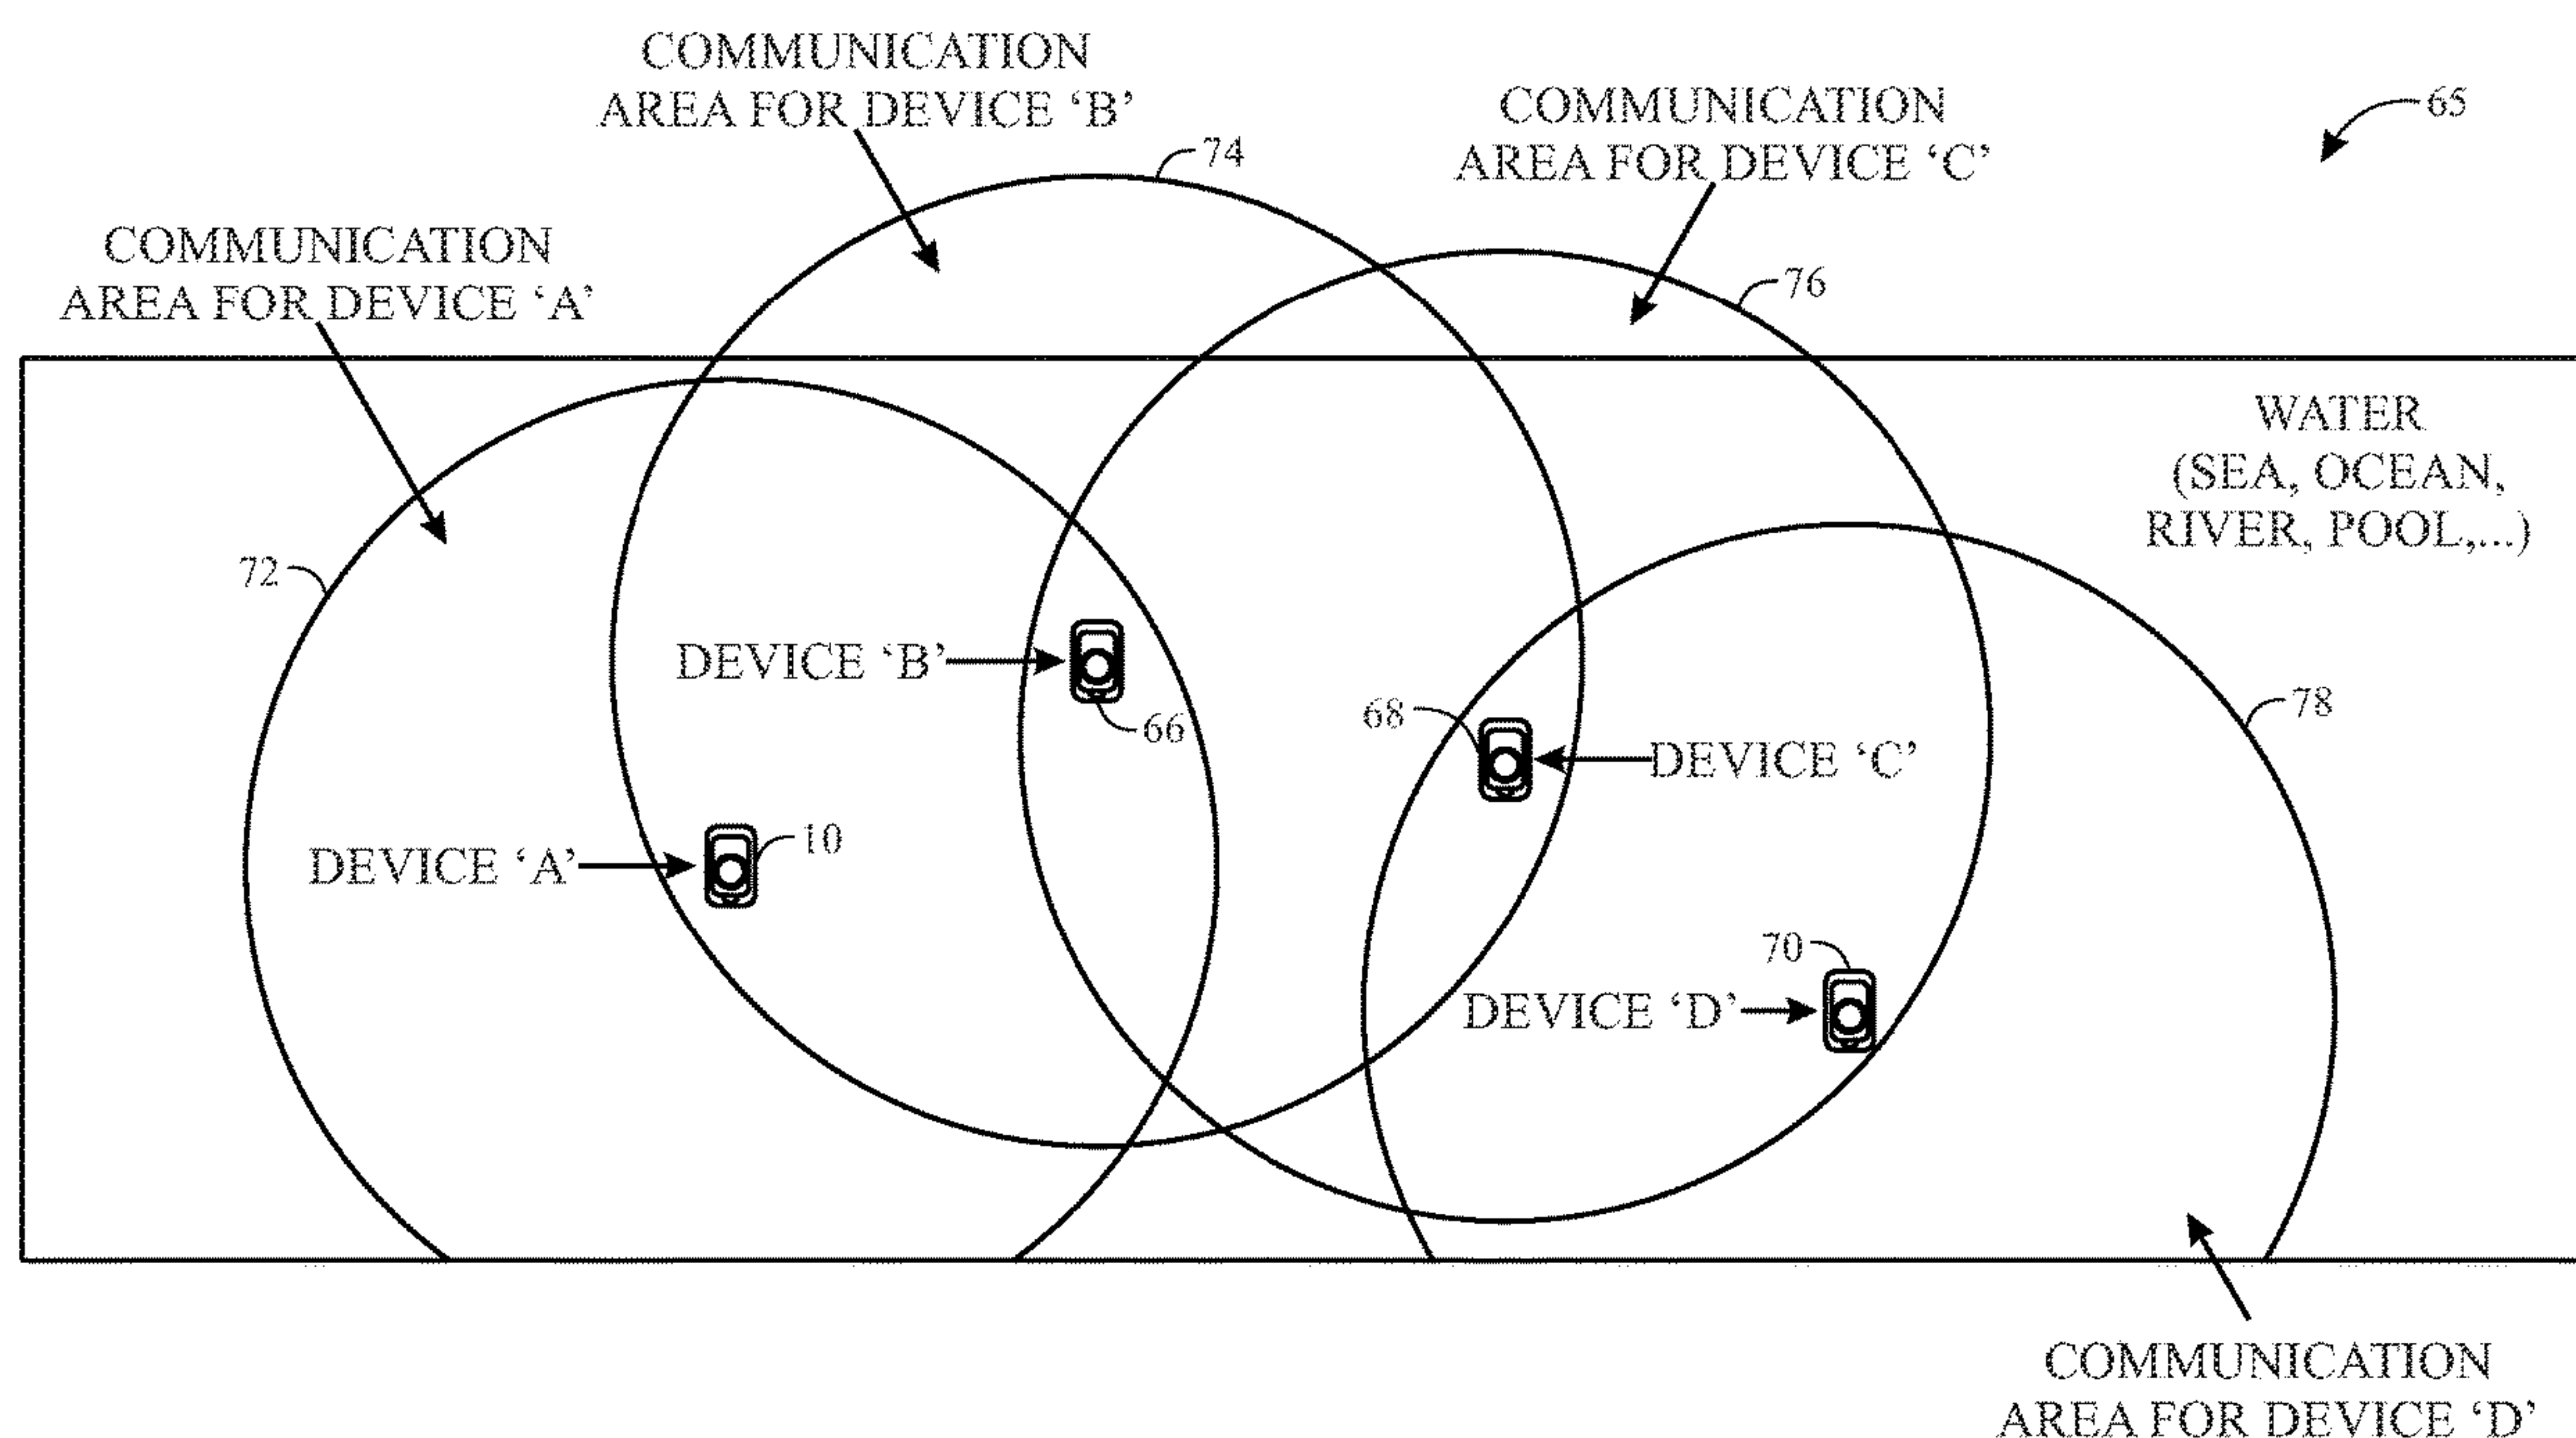 COMMUNICATION
AREA FOR DEVICE ‘B’
COMMUNICATION
AREA FOR DEVICE ‘C’
65
74
COMMUNICATION
AREA FOR DEVICE ‘A’
76
WATER
(SEA, OCEAN,
RIVER, POOL,...)
72
DEVICE ‘B’
66
68
DEVICE ‘C’
78
DEVICE ‘A’
10
70
DEVICE ‘D’
COMMUNICATION
AREA FOR DEVICE ‘D’